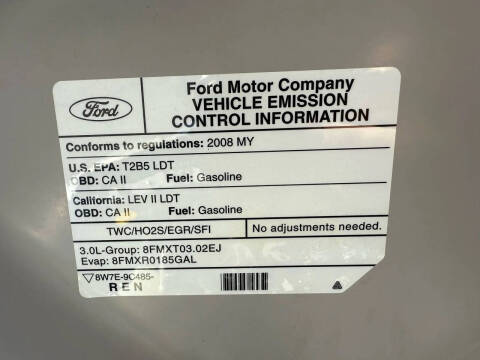 Ford
Ford Motor Company
VEHICLE EMISSION
CONTROL INFORMATION
Conforms to regulations: 2008 MY
U.S. EPA: T2B5 LDT
OBD: CA II Fuel: Gasoline
California: LEV II LDT
OBD: CA II Fuel: Gasoline
TWC/HO2S/EGR/SFI No adjustments needed.
3.0L-Group: 8FMXT03.02EJ
Evap: 8FMXR0185GAL
8W7E-9C485-
REN